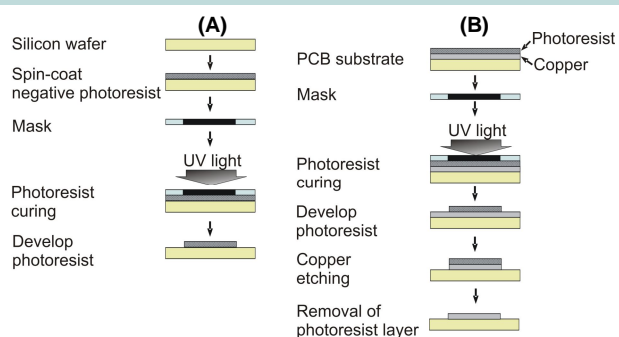 (A)
Silicon wafer
Spin-coat
negative photoresist
Mask
UV light
Photoresist
curing
Develop
photoresist
(B)
Photoresist
PCB substrate
Copper
Mask
UV light
Photoresist
curing
Develop
photoresist
Copper
etching
Removal of
photoresist layer